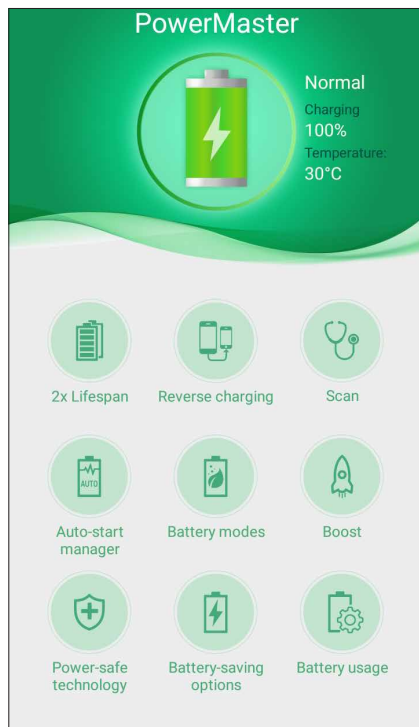 PowerMaster
Normal
Charging
100%
Temperature:
30°C
2x Lifespan
Reverse charging
Scan
AUTO
Auto-start
manager
Battery modes
Boost
Power-safe
technology
Battery-saving
options
Battery usage